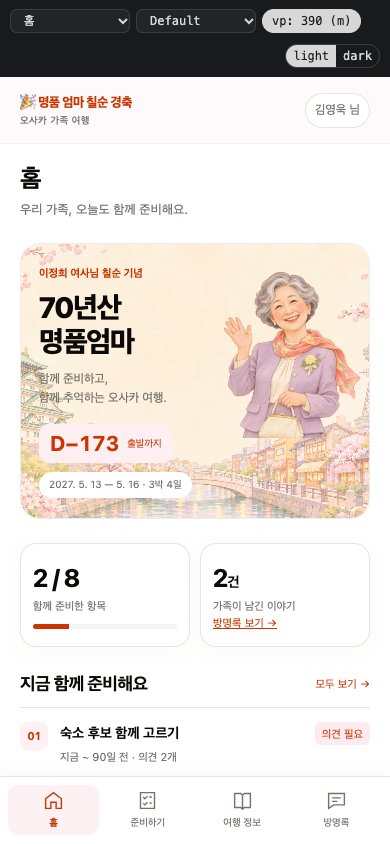 홈
Default
vp: 390 (m)
light
dark
명품 엄마 칠순 경축
오사카 가족 여행
김영욱 님
홈
우리 가족, 오늘도 함께 준비해요.
이정희 여사님 칠순 기념
70년산
명품엄마
함께 준비하고,
함께 추억하는 오사카 여행.
D–173 출발까지
2027. 5. 13 — 5. 16 · 3박 4일
2 / 8
함께 준비한 항목
2건
가족이 남긴 이야기
방명록 보기 →
지금 함께 준비해요
모두 보기 →
01
숙소 후보 함께 고르기
의견 필요
지금 ~ 90일 전 · 의견 2개
홈
준비하기
여행 정보
방명록